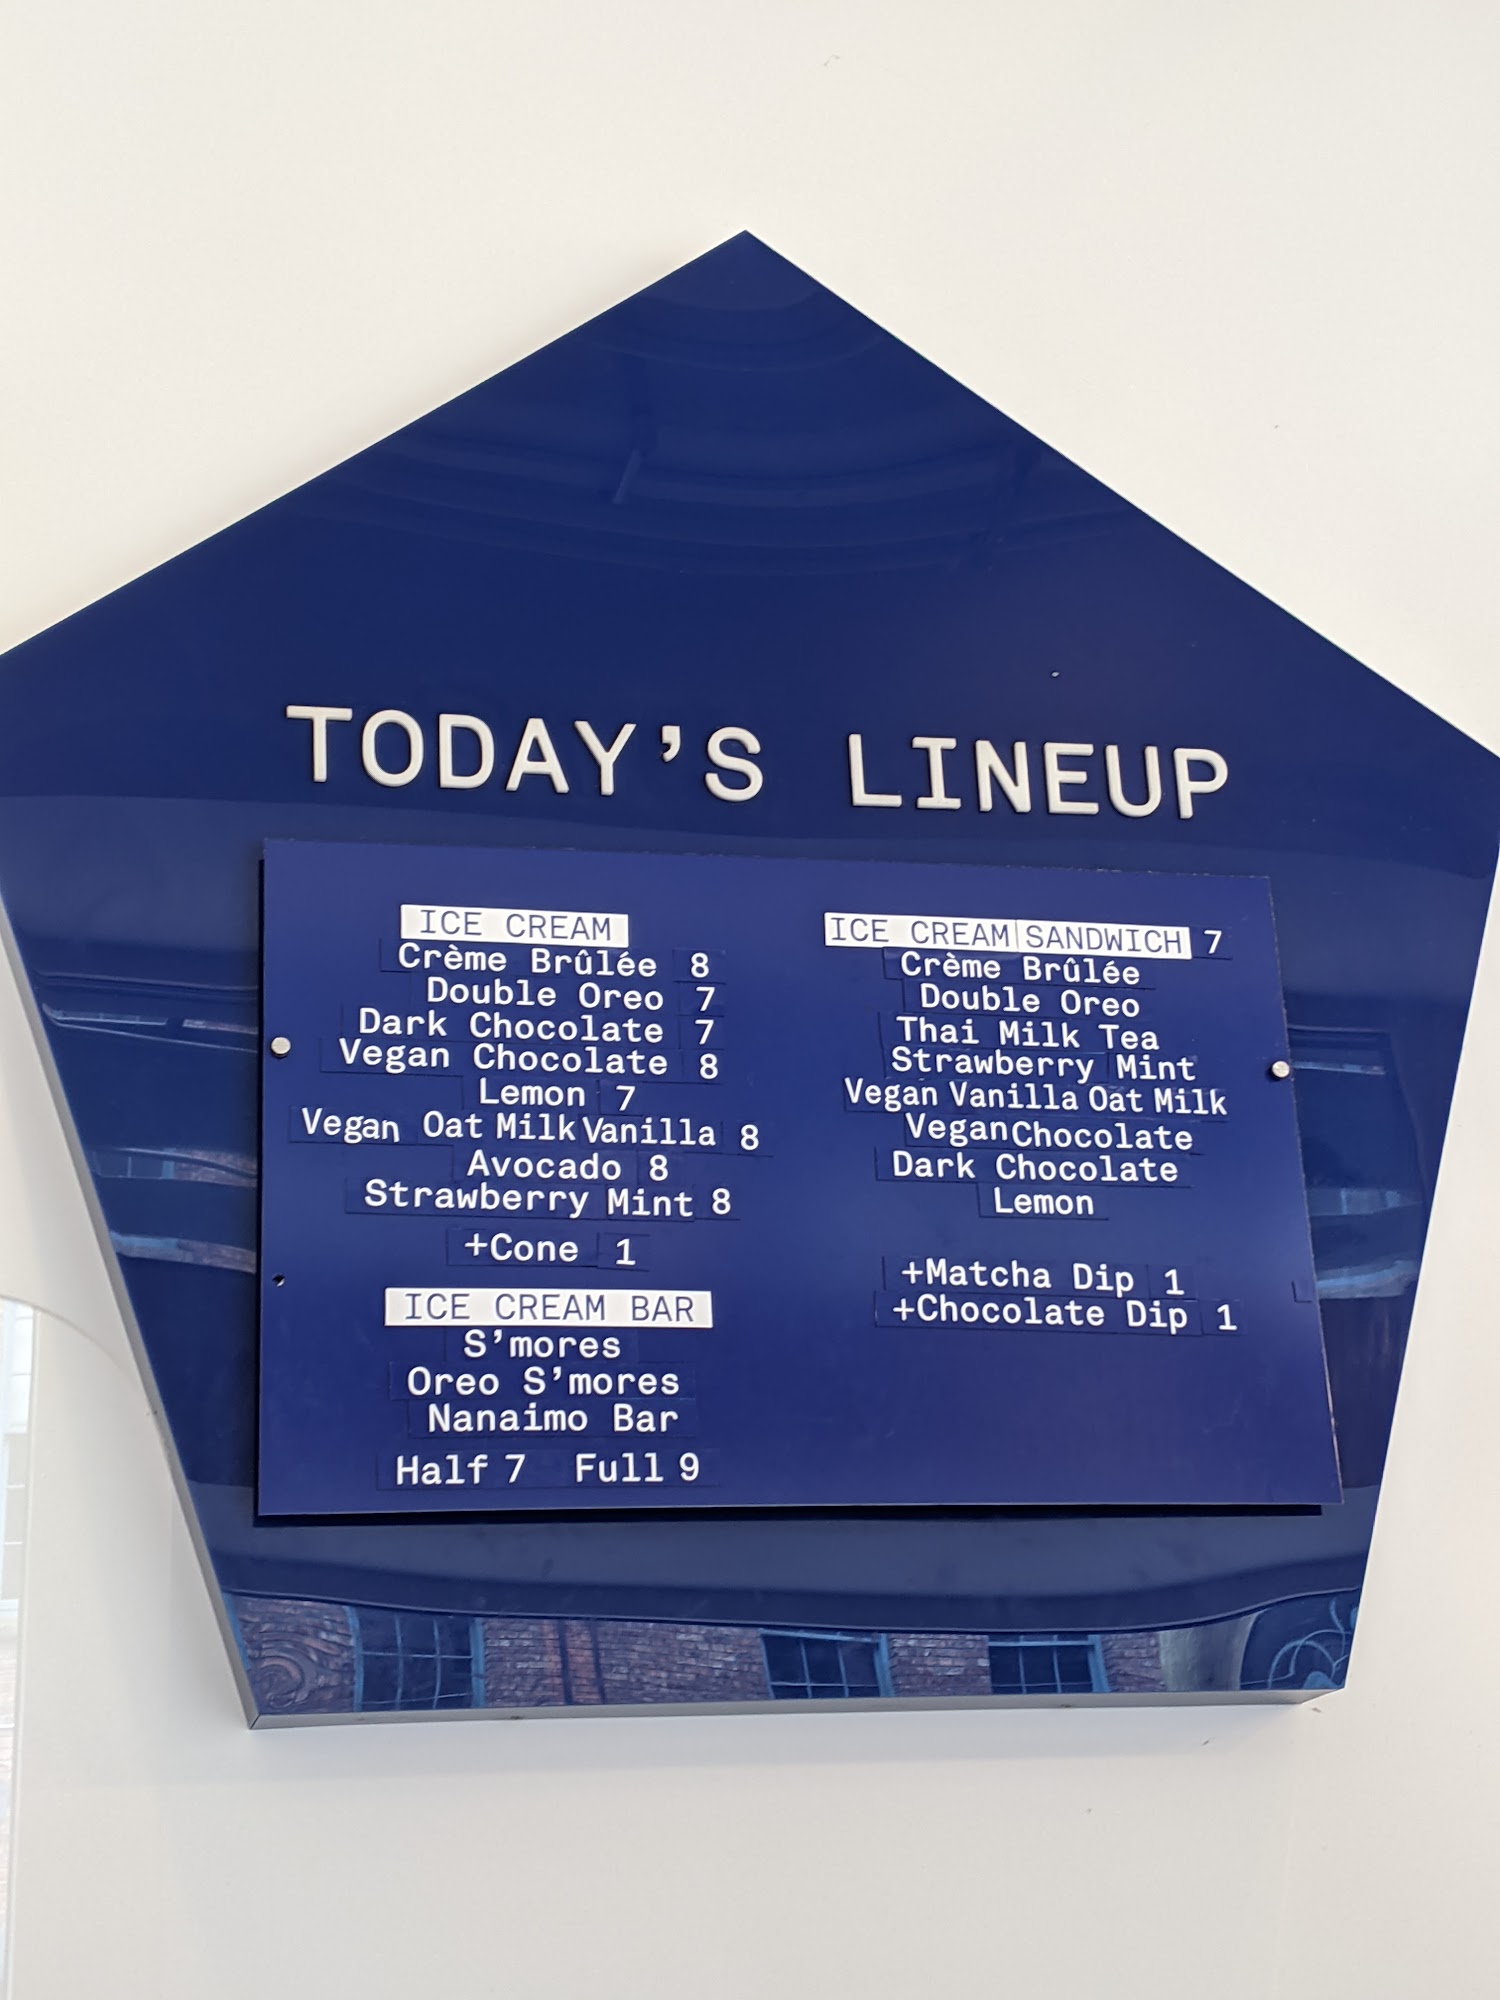 TODAY'S LINEUP
ICE CREAM
Crème Brûlée 8
Double Oreo 7
Dark Chocolate 7
Vegan Chocolate 8
Lemon 7
Vegan Oat Milk Vanilla 8
Avocado 8
Strawberry Mint 8
+Cone 1
ICE CREAM BAR
S'mores
Oreo S'mores
Nanaimo Bar
Half 7 Full 9
ICE CREAM SANDWICH 7
Crème Brûlée
Double Oreo
Thai Milk Tea
Strawberry Mint
Vegan Vanilla Oat Milk
Vegan Chocolate
Dark Chocolate
Lemon
+Matcha Dip 1
+Chocolate Dip 1